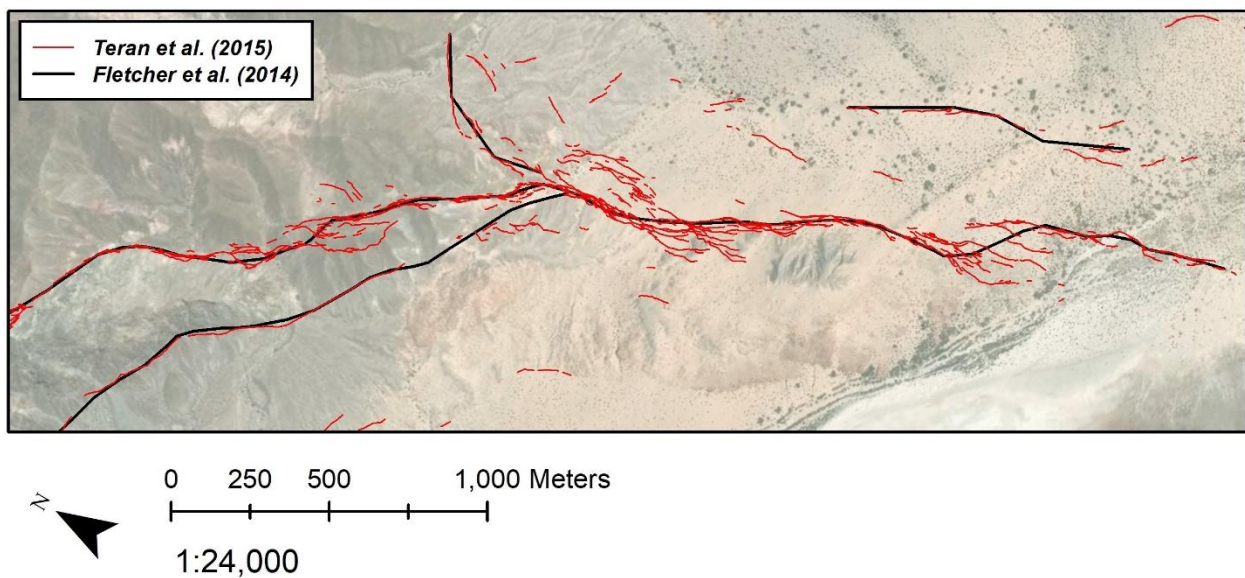 Teran et al. (2015)
Fletcher et al. (2014)
0 250 500 1,000 Meters
N
1:24,000